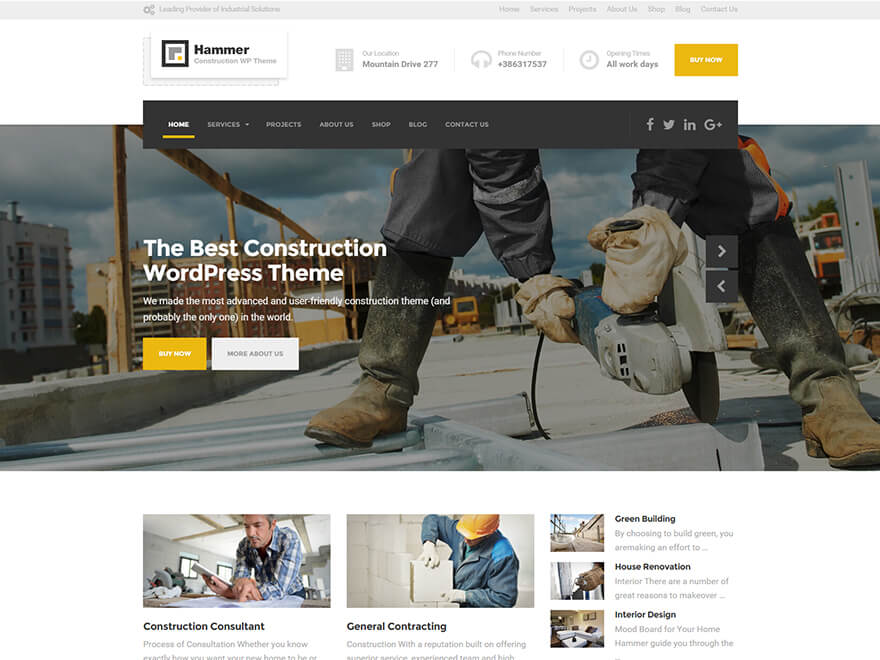 Leading Provider of Industrial Solutions
Home Services Projects About Us Shop Blog Contact Us
Hammer
Construction WP Theme
Our Location
Mountain Drive 277
Phone Number
+386317537
Opening Times
All work days
BUY NOW
HOME SERVICES PROJECTS ABOUT US SHOP BLOG CONTACT US
The Best Construction
WordPress Theme
We made the most advanced and user-friendly construction theme (and
probably the only one) in the world.
BUY NOW
MORE ABOUT US
Construction Consultant
Process of Consultation Whether you know
exactly how you want your new home to be or
General Contracting
Construction With a reputation built on offering
superior service, experienced team and high
Green Building
By choosing to build green, you
aremaking an effort to ...
House Renovation
Interior There are a number of
great reasons to makeover ...
Interior Design
Mood Board for Your Home
Hammer guide you through the
...